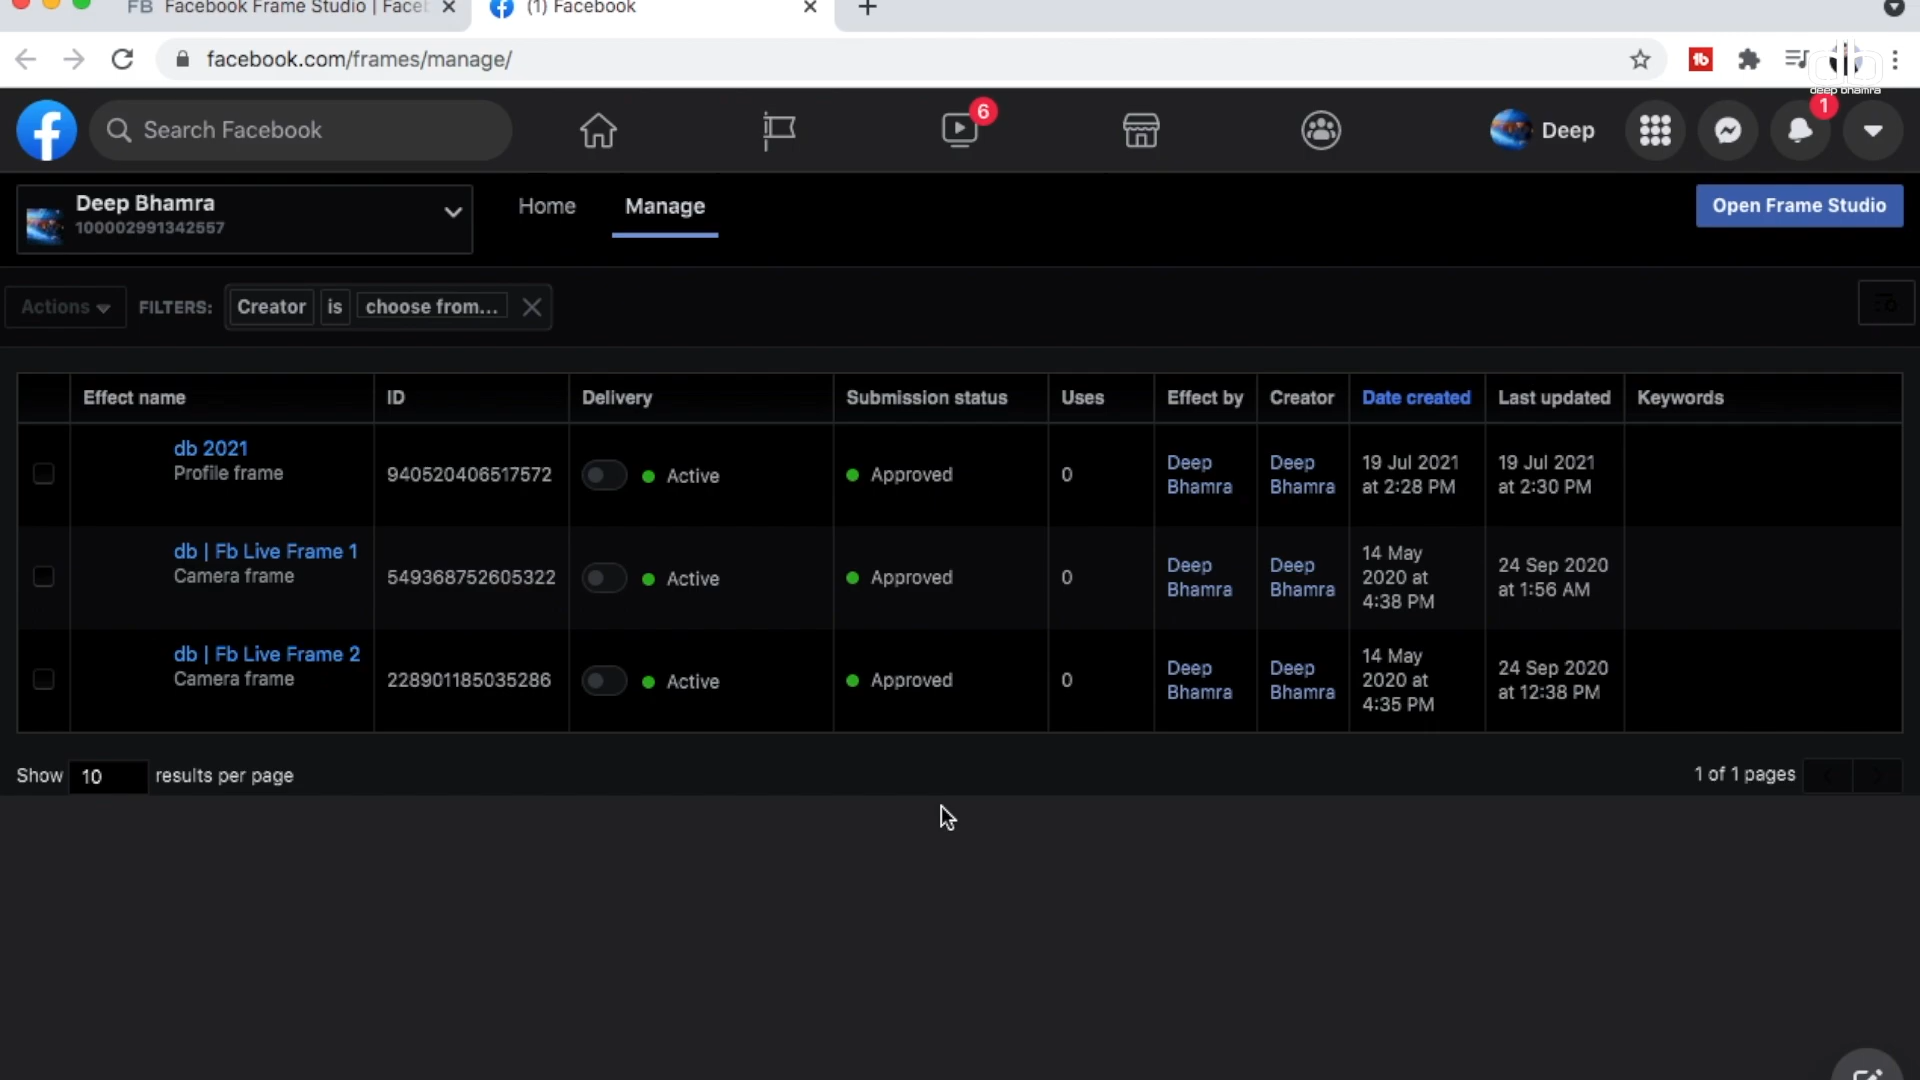 FB Facebook Frame Studio | Face
(1) Facebook
facebook.com/frames/manage/
deep bhamra
Search Facebook
6
Deep
1
Deep Bhamra
100002991342557
Home
Manage
Open Frame Studio
Actions
FILTERS:
Creator
is
choose from...
Effect name
ID
Delivery
Submission status
Uses
Effect by
Creator
Date created
Last updated
Keywords
db 2021
Profile frame
940520406517572
Active
Approved
0
Deep
Bhamra
Deep
Bhamra
19 Jul 2021
at 2:28 PM
19 Jul 2021
at 2:30 PM
db | Fb Live Frame 1
Camera frame
549368752605322
Active
Approved
0
Deep
Bhamra
Deep
Bhamra
14 May
2020 at
4:38 PM
24 Sep 2020
at 1:56 AM
db | Fb Live Frame 2
Camera frame
228901185035286
Active
Approved
0
Deep
Bhamra
Deep
Bhamra
14 May
2020 at
4:35 PM
24 Sep 2020
at 12:38 PM
Show 10 results per page
1 of 1 pages